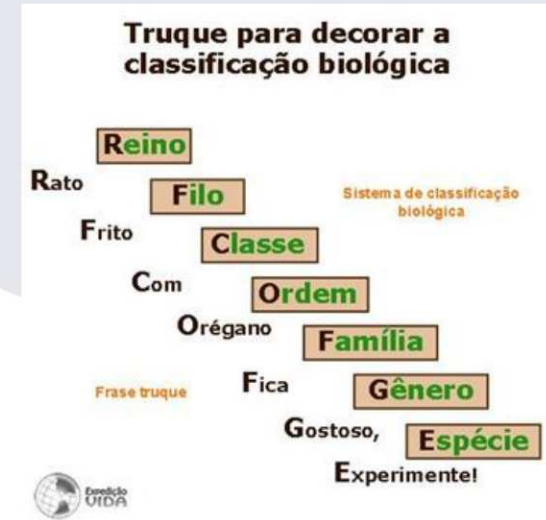 Truque para decorar a
classificação biológica
Reino
Rato
Filo
Sistema de classificação
biológica
Frito
Classe
Com
Ordem
Orégano
Família
Frase truque
Fica
Gênero
Gostoso,
Espécie
Experimente!
Expedição
VIDA